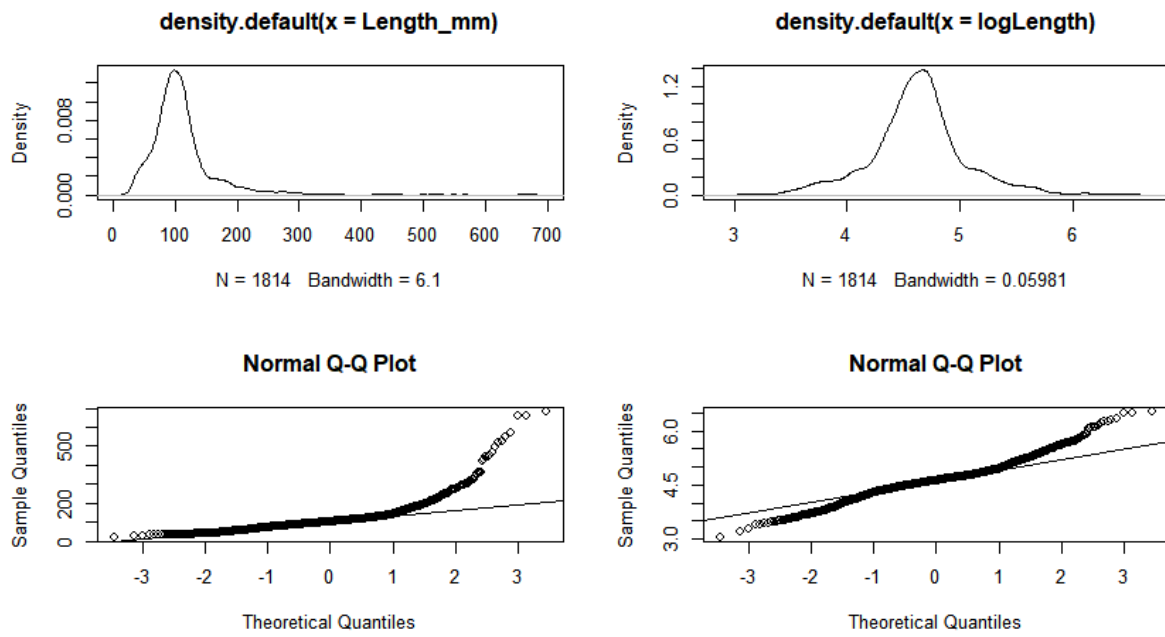 density.default(x = Length_mm)
Density
0.000
0.008
0 100 200 300 400 500 600 700
N = 1814 Bandwidth = 6.1
density.default(x = logLength)
Density
0.0
0.6
1.2
3 4 5 6
N = 1814 Bandwidth = 0.05981
Normal Q-Q Plot
Sample Quantiles
0
200
500
-3 -2 -1 0 1 2 3
Theoretical Quantiles
Normal Q-Q Plot
Sample Quantiles
3.0
4.5
6.0
-3 -2 -1 0 1 2 3
Theoretical Quantiles